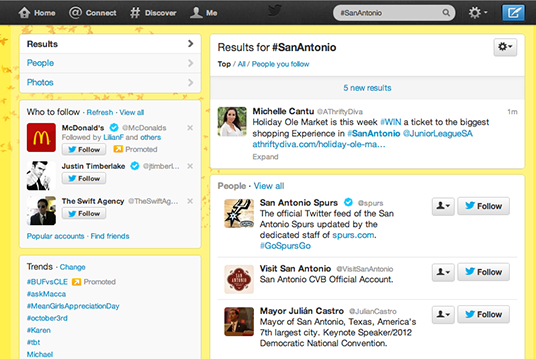 Home Connect Discover Me #SanAntonio
Results
People
Photos
Who to follow · Refresh · View all
McDonald's @McDonalds
Followed by LilianF and others
Follow Promoted
Justin Timberlake @jtimberl...
Follow
The Swift Agency @TheSwiftAg...
Follow
Popular accounts · Find friends
Trends · Change
#BUFvsCLE Promoted
#askMacca
#MeanGirlsAppreciationDay
#october3rd
#Karen
#tbt
Michael
Results for #SanAntonio
Top / All / People you follow
5 new results
Michelle Cantu @AThriftyDiva 1m
Holiday Ole Market is this week #WIN a ticket to the biggest
shopping Experience in #SanAntonio @JuniorLeagueSA
athriftydiva.com/holiday-ole-ma...
Expand
People · View all
San Antonio Spurs @spurs
The official Twitter feed of the San
Antonio Spurs updated by the
dedicated staff of spurs.com.
#GoSpursGo
Follow
Visit San Antonio @VisitSanAntonio
San Antonio CVB Official Account.
Follow
Mayor Julián Castro @JulianCastro
Mayor of San Antonio, Texas, America's
7th largest city. Keynote Speaker/2012
Democratic National Convention.
Follow